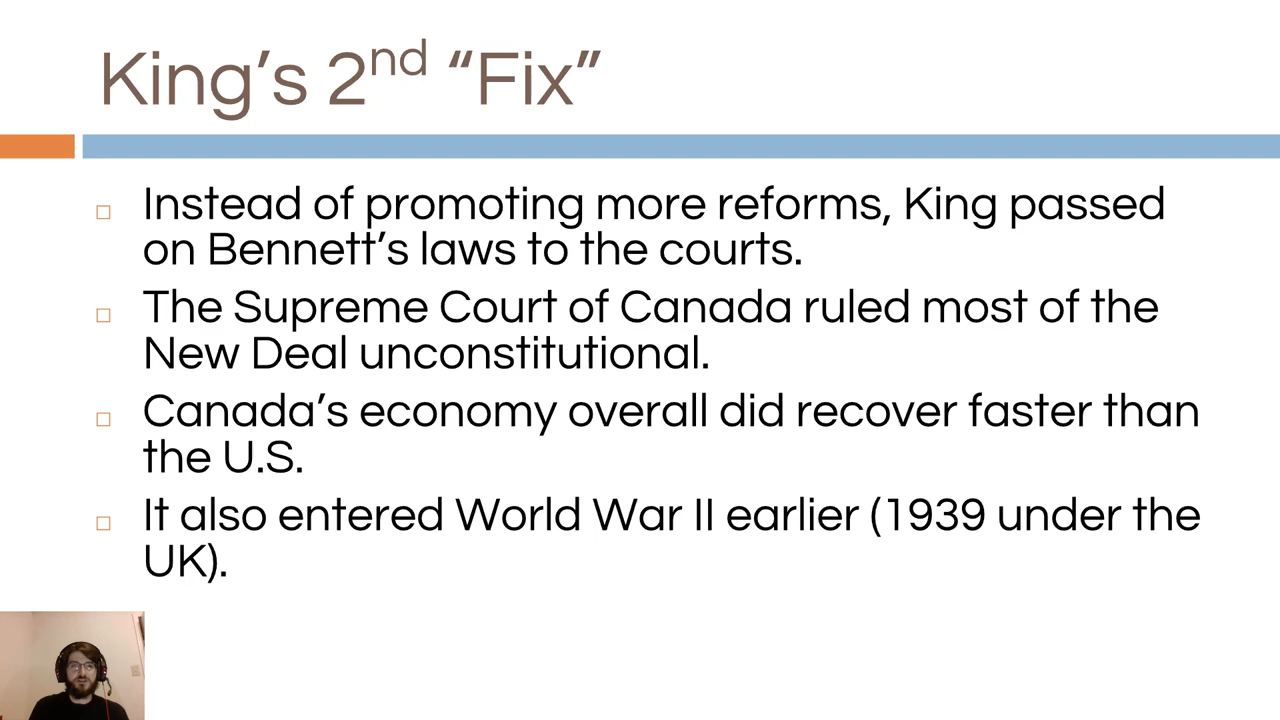 King’s 2nd “Fix”
Instead of promoting more reforms, King passed
on Bennett’s laws to the courts.
The Supreme Court of Canada ruled most of the
New Deal unconstitutional.
Canada’s economy overall did recover faster than
the U.S.
It also entered World War II earlier (1939 under the
UK).